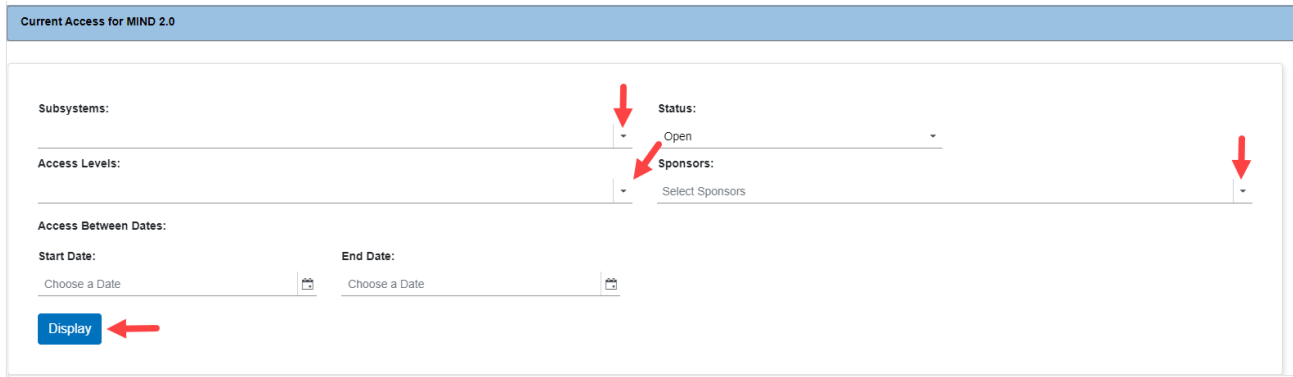 Current Access for MIND 2.0
Subsystems:
Status:
Open
Access Levels:
Sponsors:
Select Sponsors
Access Between Dates:
Start Date:
End Date:
Choose a Date
Choose a Date
Display